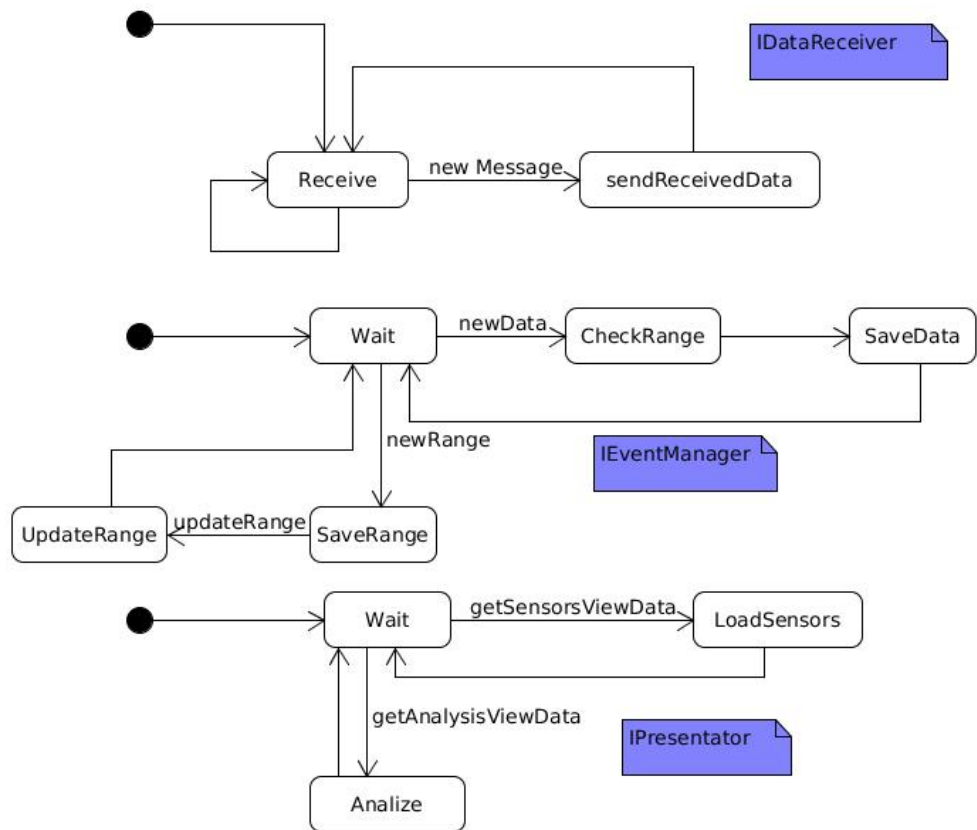 IDataReceiver
Receive
new Message
sendReceivedData
Wait
newData
CheckRange
SaveData
newRange
IEventManager
UpdateRange
updateRange
SaveRange
Wait
getSensorsViewData
LoadSensors
getAnalysisViewData
IPresentator
Analize